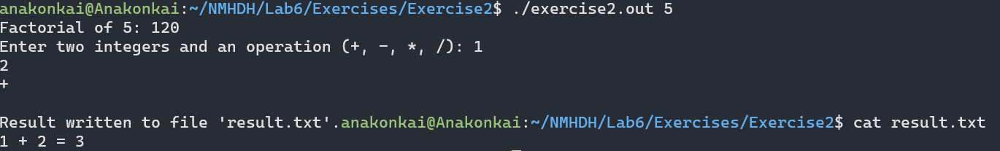 anakonkai@Anakonkai:~/NMHDH/Lab6/Exercises/Exercise2$ ./exercise2.out 5
Factorial of 5: 120
Enter two integers and an operation (+, -, *, /): 1
2
+
Result written to file 'result.txt'.anakonkai@Anakonkai:~/NMHDH/Lab6/Exercises/Exercise2$ cat result.txt
1 + 2 = 3